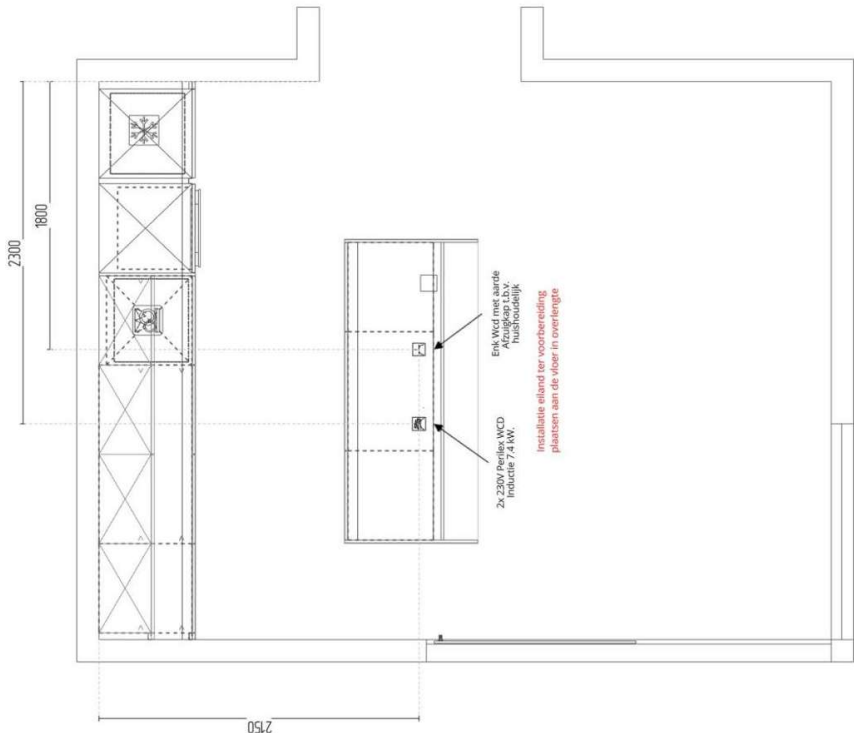 2300
1800
Enk Wcd met aarde
Afzuigkap t.b.v.
huishoudelijk
2x 230V Perilex WCD
Inductie 7.4 kW.
Installatie eiland ter voorbereiding
plaatsen aan de vloer in overlengte
2150